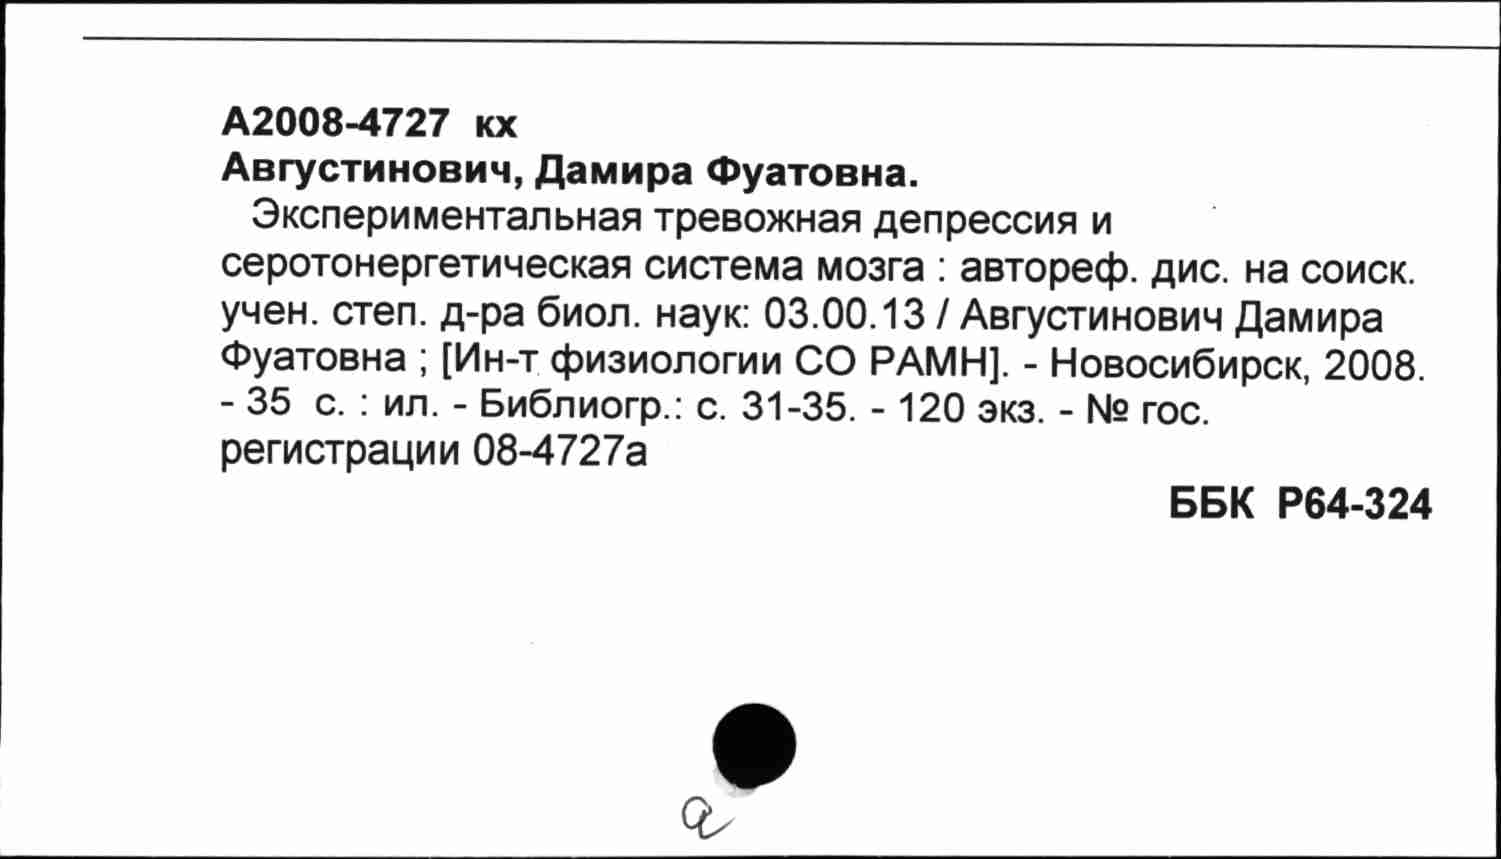 А2008-4727 кх
Августинович, Дамира Фуатовна.
Экспериментальная тревожная депрессия и
серотонергетическая система мозга : автореф. дис. на соиск.
учен. степ. д-ра биол. наук: 03.00.13 / Августинович Дамира
Фуатовна ; [Ин-т физиологии СО РАМН]. - Новосибирск, 2008.
- 35 с. : ил. - Библиогр.: с. 31-35. - 120 экз. - № гос.
регистрации 08-4727а
ББК Р64-324
а